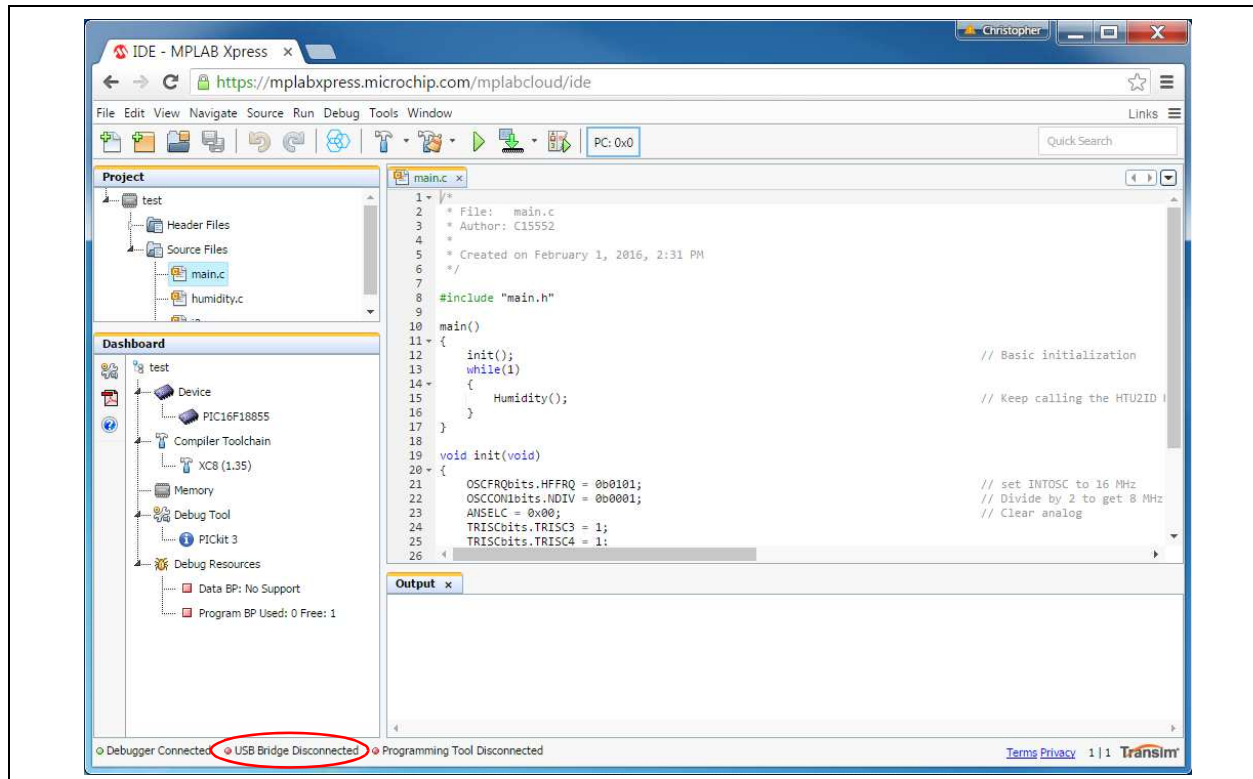 Christopher
IDE - MPLAB Xpress ×
https://mplabxpress.microchip.com/mplabcloud/ide
File Edit View Navigate Source Run Debug Tools Window
Links
PC: 0x0
Quick Search
Project
test
Header Files
Source Files
main.c
humidity.c
Dashboard
test
Device
PIC16F18855
Compiler Toolchain
XC8 (1.35)
Memory
Debug Tool
PICkit 3
Debug Resources
Data BP: No Support
Program BP Used: 0 Free: 1
main.c ×
1 /*
2 * File: main.c
3 * Author: C15552
4 *
5 * Created on February 1, 2016, 2:31 PM
6 */
7
8 #include "main.h"
9
10 main()
11 {
12 init(); // Basic initialization
13 while(1)
14 {
15 Humidity(); // Keep calling the HTU2ID
16 }
17 }
18
19 void init(void)
20 {
21 OSCFRQbits.HFFRQ = 0b0101; // set INTOSC to 16 MHz
22 OSCCON1bits.NDIV = 0b0001; // Divide by 2 to get 8 MHz
23 ANSELC = 0x00; // Clear analog
24 TRISCbits.TRISC3 = 1;
25 TRISCbits.TRISC4 = 1;
26
Output ×
Debugger Connected USB Bridge Disconnected Programming Tool Disconnected
Terms Privacy 1 | 1 Transim